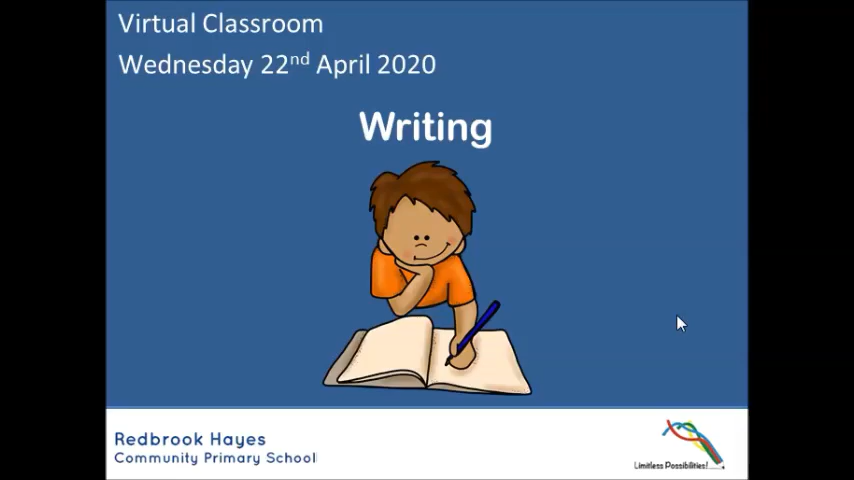 Virtual Classroom
Wednesday 22nd April 2020
Writing
Redbrook Hayes
Community Primary School
Limitless Possibilities!